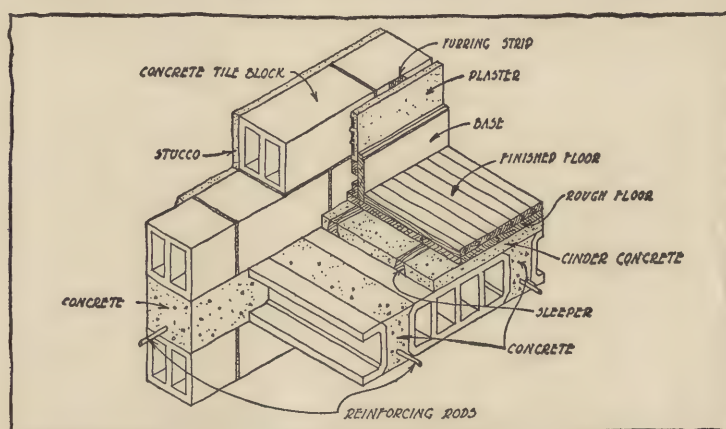 FURRING STRIP
CONCRETE TILE BLOCK
PLASTER
BASE
STUCCO
FINISHED FLOOR
ROUGH FLOOR
CINDER CONCRETE
CONCRETE
SLEEPER
CONCRETE
REINFORCING RODS